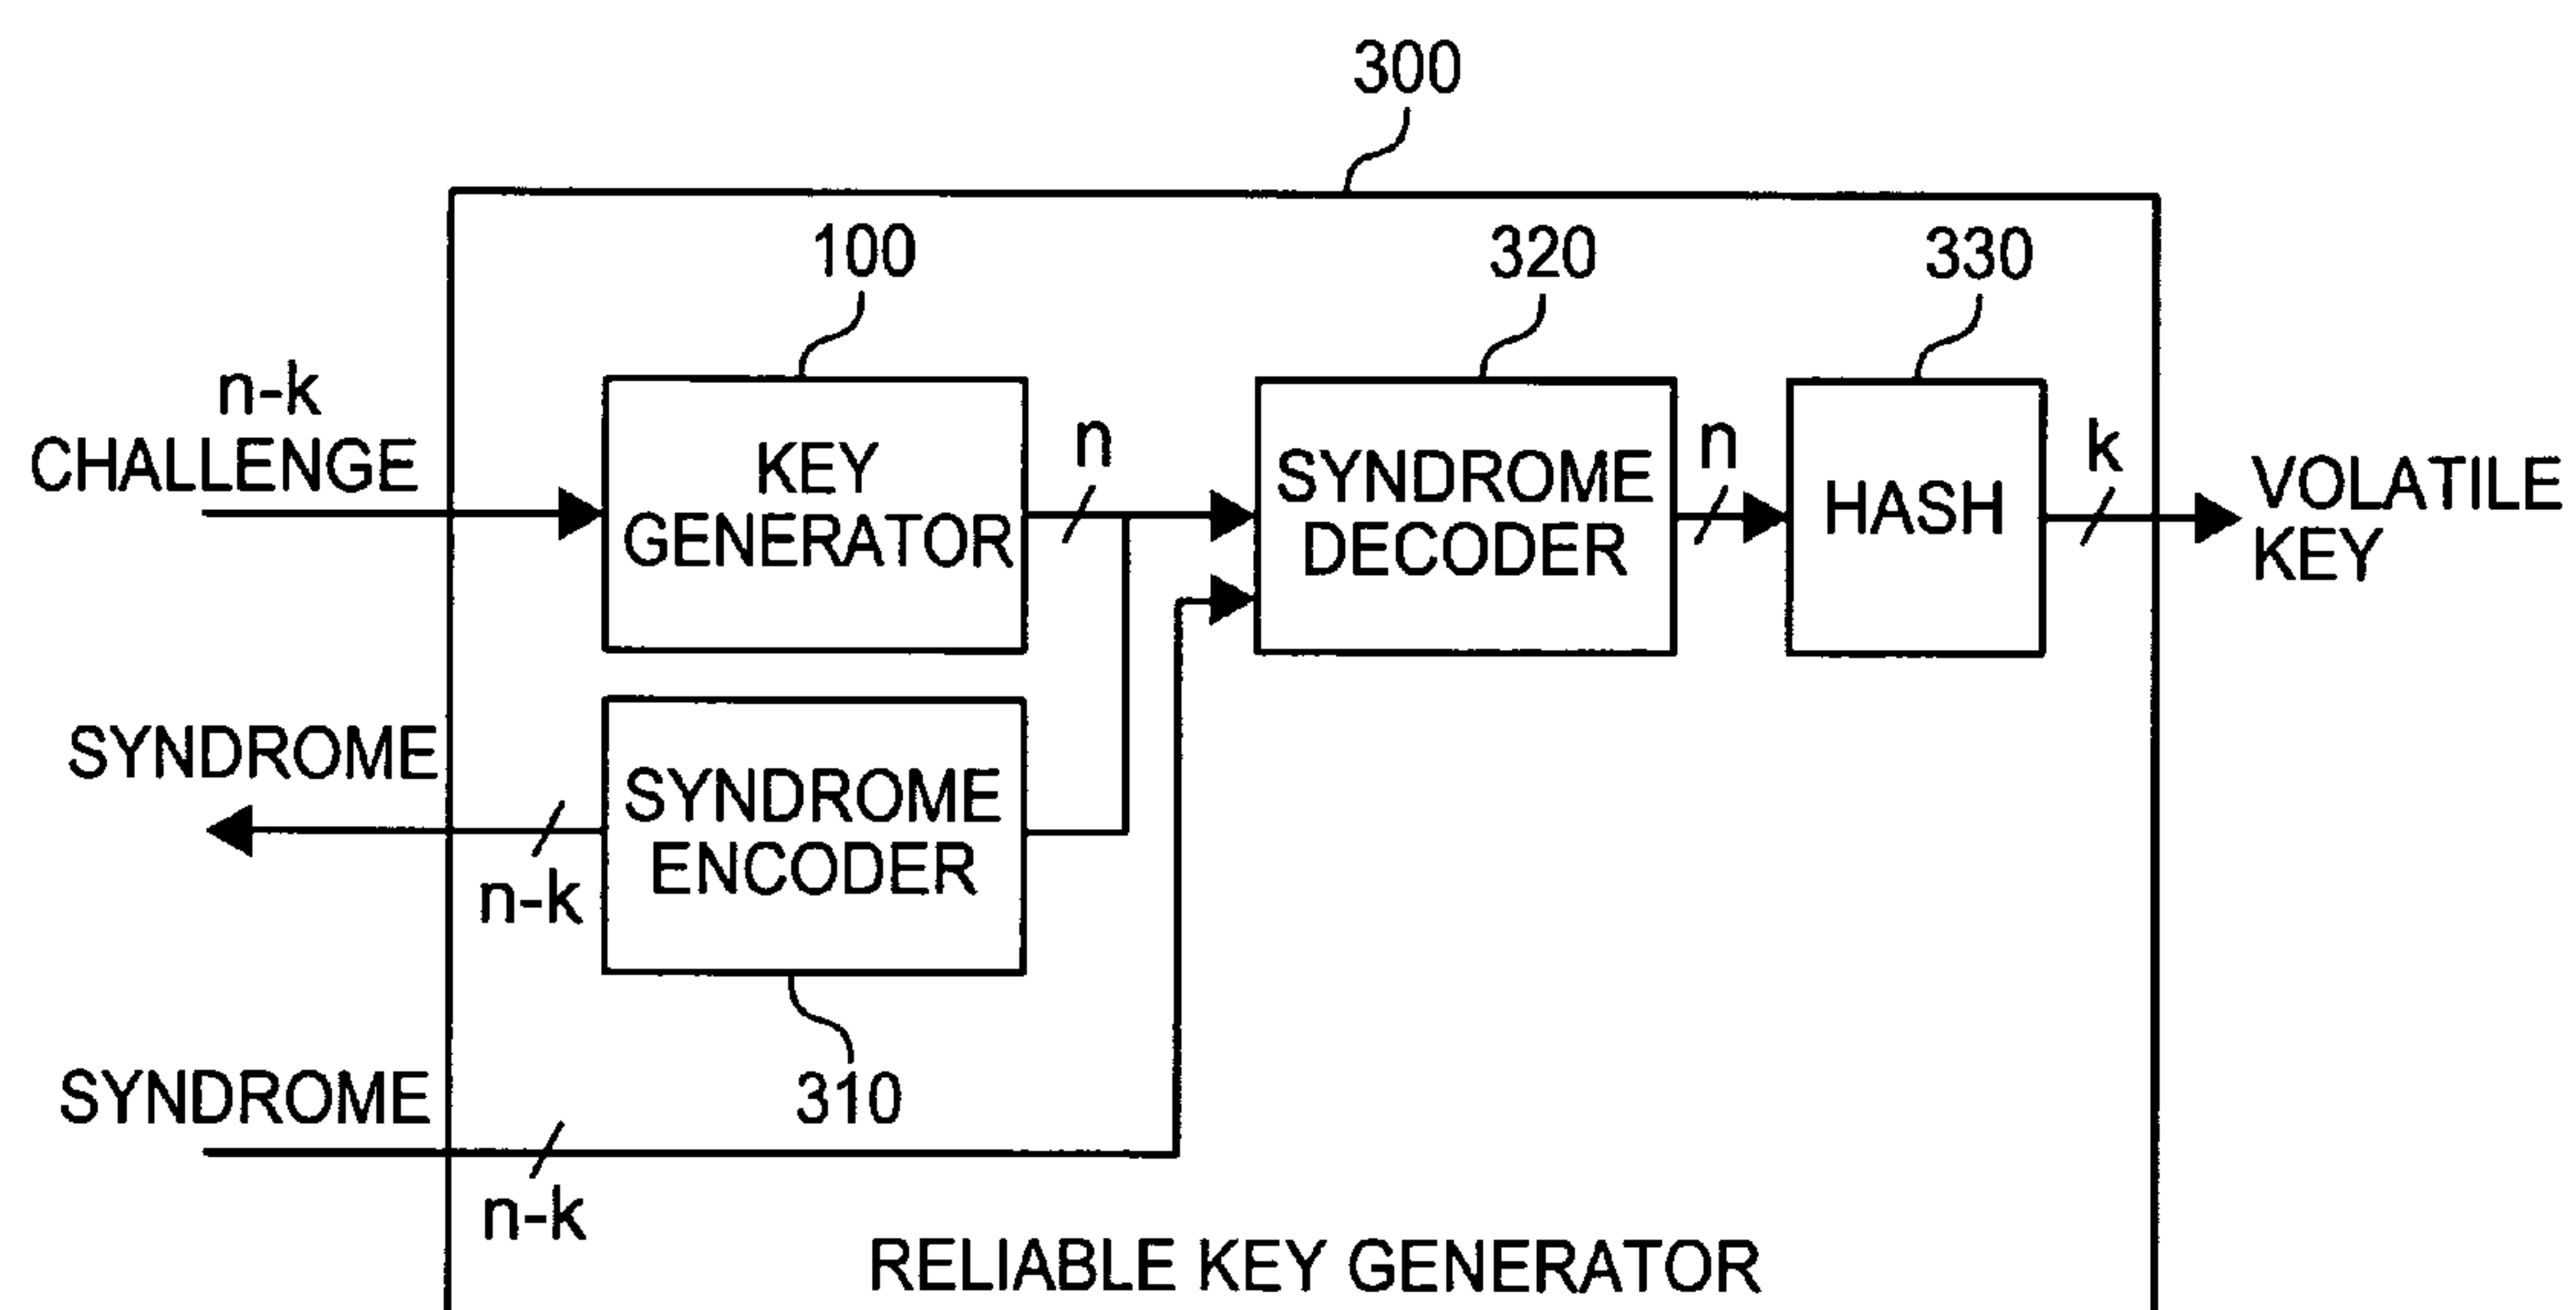 300
100
320
330
n-k
CHALLENGE
KEY
GENERATOR
n
SYNDROME
DECODER
n
HASH
k
VOLATILE
KEY
SYNDROME
n-k
SYNDROME
ENCODER
310
SYNDROME
n-k
RELIABLE KEY GENERATOR